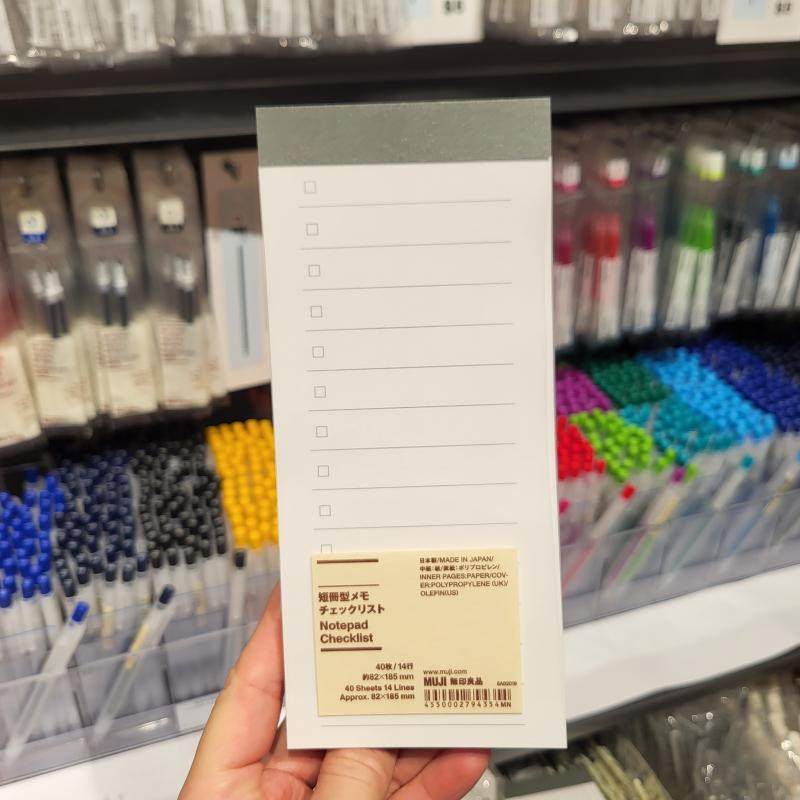 日本製/MADE IN JAPAN/
中紙:紙/表紙:ポリプロピレン/
INNER PAGES:PAPER/COV-
ER:POLYPROPYLENE (UK)/
OLEFIN(US)
短冊型メモ
チェックリスト
Notepad
Checklist
40枚/14行
約82×185mm
40 Sheets 14 Lines
Approx. 82×185 mm
www.muji.com
MUJI 無印良品
4550002794354MN